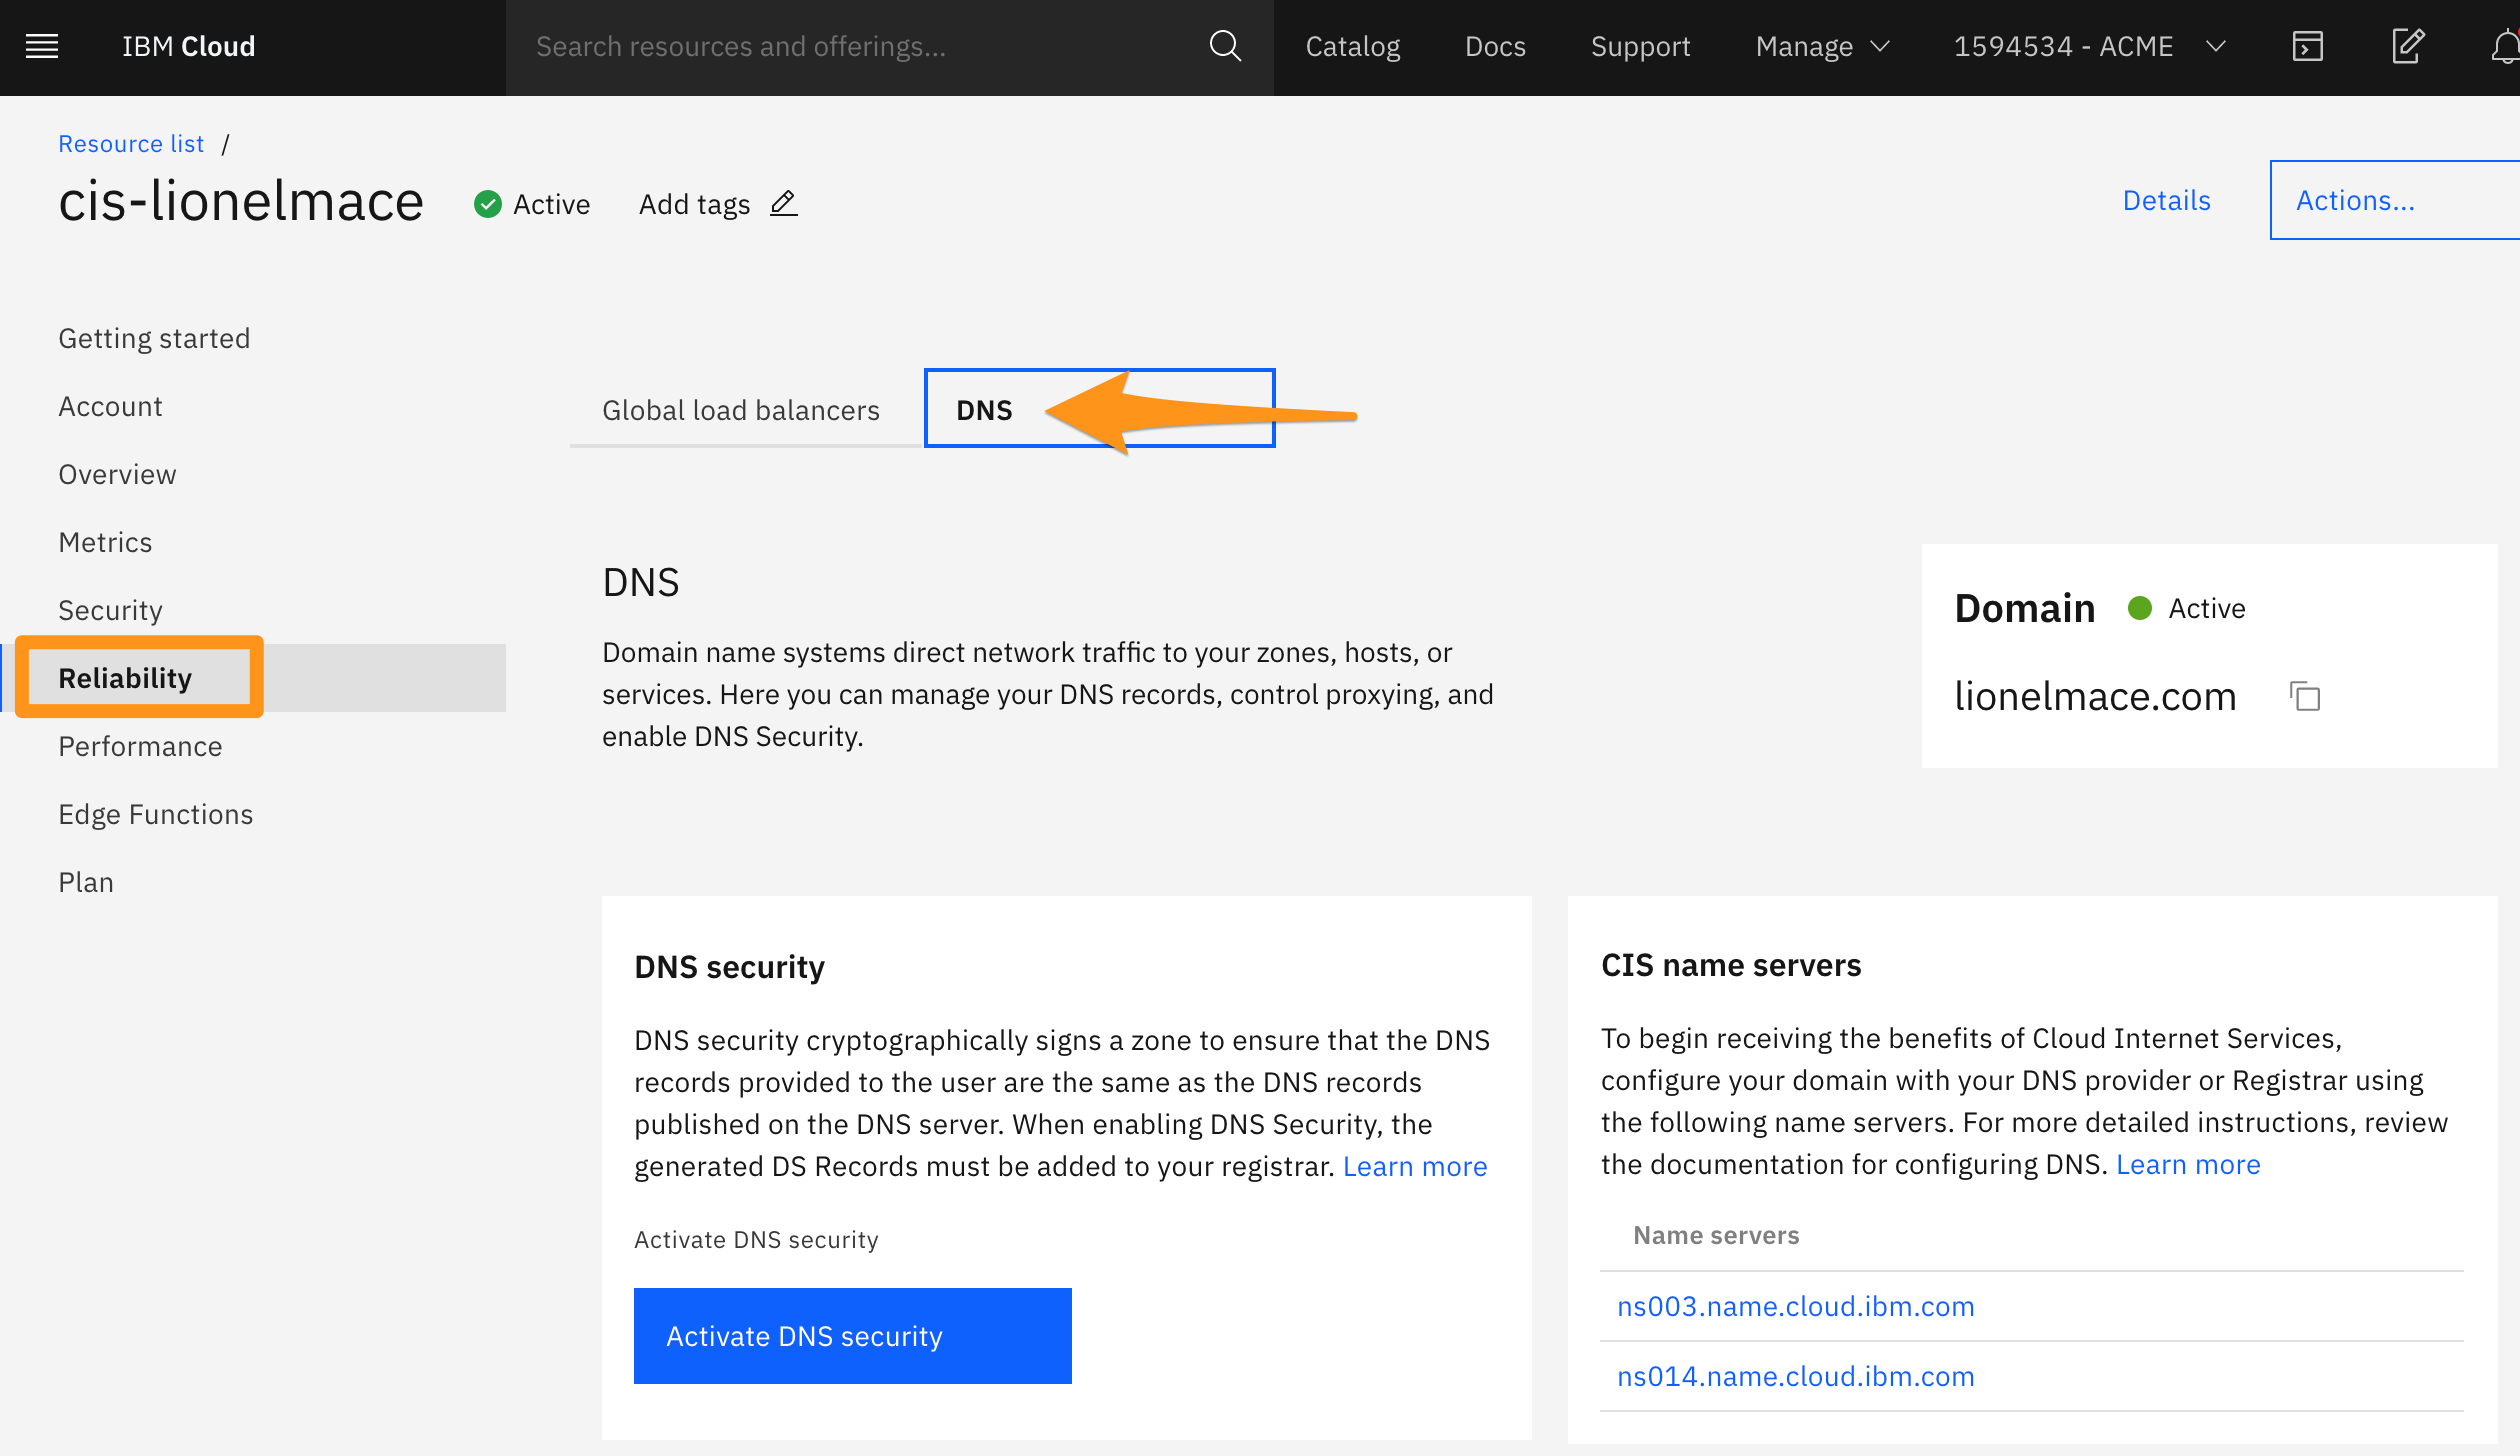 IBM Cloud
Search resources and offerings...
Catalog
Docs
Support
Manage
1594534 - ACME
Resource list /
cis-lionelmace
Active
Add tags
Details
Actions...
Getting started
Account
Overview
Metrics
Security
Reliability
Performance
Edge Functions
Plan
Global load balancers
DNS
DNS
Domain name systems direct network traffic to your zones, hosts, or
services. Here you can manage your DNS records, control proxying, and
enable DNS Security.
Domain
Active
lionelmace.com
DNS security
DNS security cryptographically signs a zone to ensure that the DNS
records provided to the user are the same as the DNS records
published on the DNS server. When enabling DNS Security, the
generated DS Records must be added to your registrar. Learn more
Activate DNS security
Activate DNS security
CIS name servers
To begin receiving the benefits of Cloud Internet Services,
configure your domain with your DNS provider or Registrar using
the following name servers. For more detailed instructions, review
the documentation for configuring DNS. Learn more
Name servers
ns003.name.cloud.ibm.com
ns014.name.cloud.ibm.com